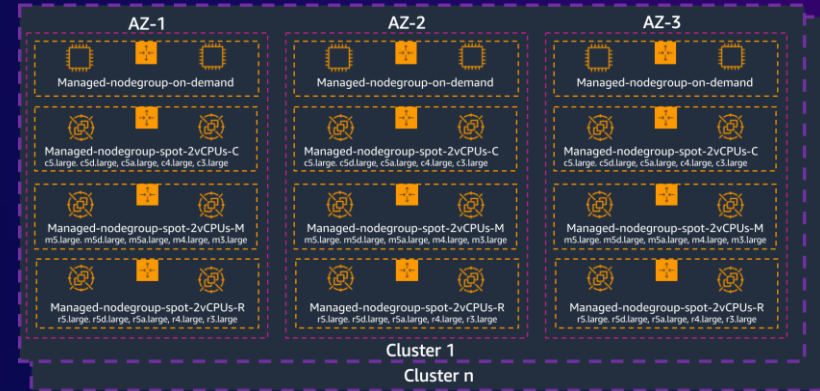 AZ-1
Managed-nodegroup-on-demand
Managed-nodegroup-spot-2vCPUs-C
c5.large. c5d.large, c5a.large, c4.large, c3.large
Managed-nodegroup-spot-2vCPUs-M
m5.large. m5d.large, m5a.large, m4.large, m3.large
Managed-nodegroup-spot-2vCPUs-R
r5.large. r5d.large, r5a.large, r4.large, r3.large
AZ-2
Managed-nodegroup-on-demand
Managed-nodegroup-spot-2vCPUs-C
c5.large. c5d.large, c5a.large, c4.large, c3.large
Managed-nodegroup-spot-2vCPUs-M
m5.large. m5d.large, m5a.large, m4.large, m3.large
Managed-nodegroup-spot-2vCPUs-R
r5.large. r5d.large, r5a.large, r4.large, r3.large
AZ-3
Managed-nodegroup-on-demand
Managed-nodegroup-spot-2vCPUs-C
c5.large. c5d.large, c5a.large, c4.large, c3.large
Managed-nodegroup-spot-2vCPUs-M
m5.large. m5d.large, m5a.large, m4.large, m3.large
Managed-nodegroup-spot-2vCPUs-R
r5.large. r5d.large, r5a.large, r4.large, r3.large
Cluster 1
Cluster n